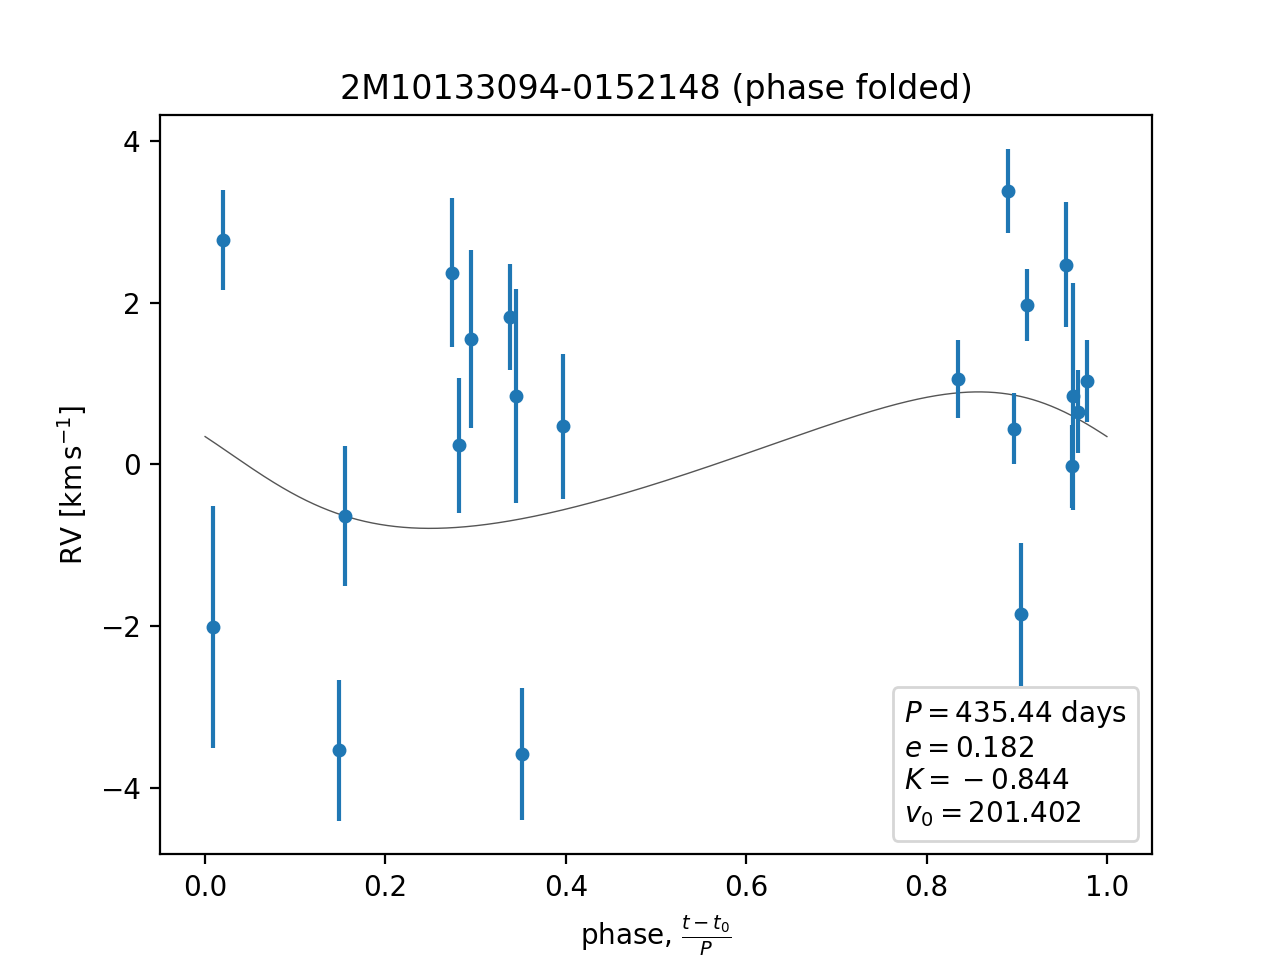 2M10133094-0152148 (phase folded)
RV [km s⁻¹]
4
2
0
−2
−4
P = 435.44 days
e = 0.182
K = −0.844
v₀ = 201.402
0.0 0.2 0.4 0.6 0.8 1.0
phase, (t − t₀)/P